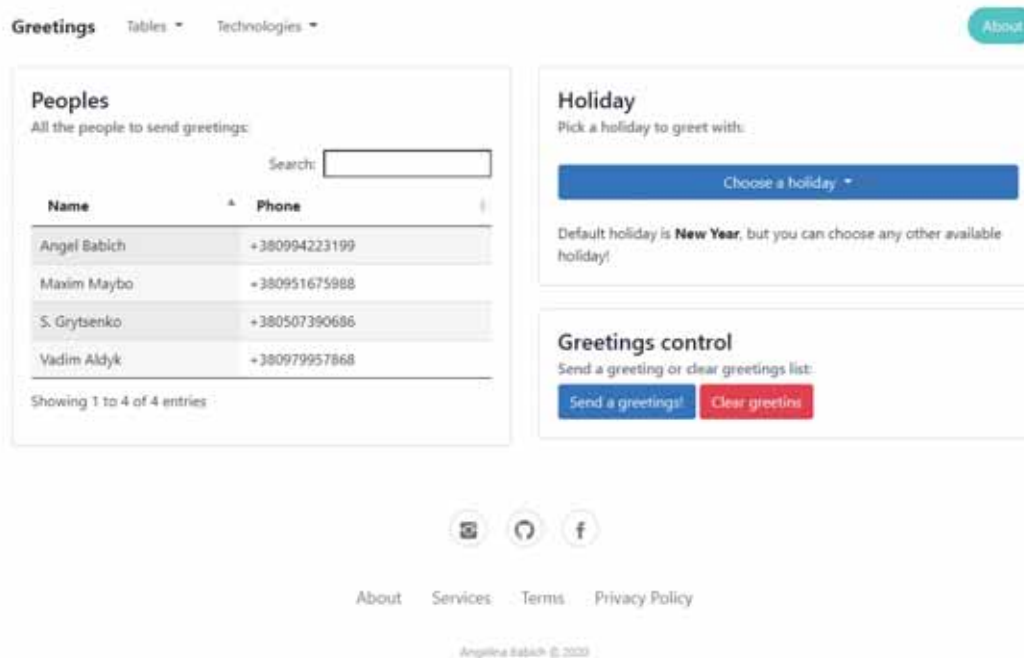 Greetings Tables Technologies About
Peoples
All the people to send greetings:
Search:
Name Phone
Angel Babich +380994223199
Maxim Maybo +380951675988
S. Grytsenko +380507390686
Vadim Aldyk +380979957868
Showing 1 to 4 of 4 entries
Holiday
Pick a holiday to greet with:
Choose a holiday
Default holiday is New Year, but you can choose any other available
holiday!
Greetings control
Send a greeting or clear greetings list:
Send a greetings! Clear greetins
f
About Services Terms Privacy Policy
Angelina Babich © 2020